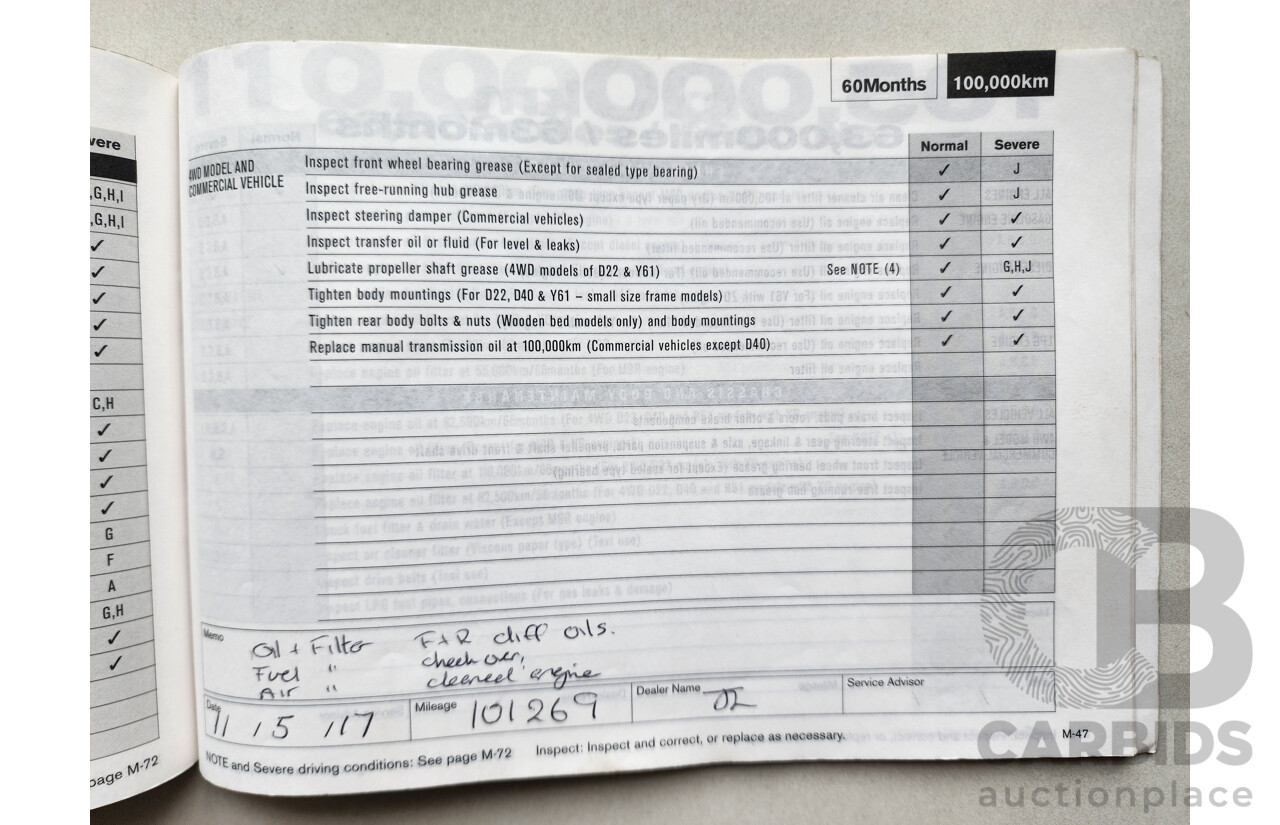 60Months 100,000km
Normal Severe
4WD MODEL AND
COMMERCIAL VEHICLE
Inspect front wheel bearing grease (Except for sealed type bearing) ✓ J
Inspect free-running hub grease ✓ J
Inspect steering damper (Commercial vehicles) ✓ ✓
Inspect transfer oil or fluid (For level & leaks) ✓ ✓
Lubricate propeller shaft grease (4WD models of D22 & Y61) See NOTE (4) ✓ G,H,J
Tighten body mountings (For D22, D40 & Y61 – small size frame models) ✓ ✓
Tighten rear body bolts & nuts (Wooden bed models only) and body mountings ✓ ✓
Replace manual transmission oil at 100,000km (Commercial vehicles except D40) ✓ ✓
Memo
Oil + Filter F+R diff oils.
Fuel " check over,
Air " cleaned engine
Date 11 / 5 / 17 Mileage 101269 Dealer Name Service Advisor
NOTE and Severe driving conditions: See page M-72 Inspect: Inspect and correct, or replace as necessary. M-47
vere
,G,H,I
,G,H,I
✓
✓
✓
✓
✓
C,H
✓
✓
✓
✓
G
F
A
G,H
✓
✓
page M-72
CARBIDS
auctionplace